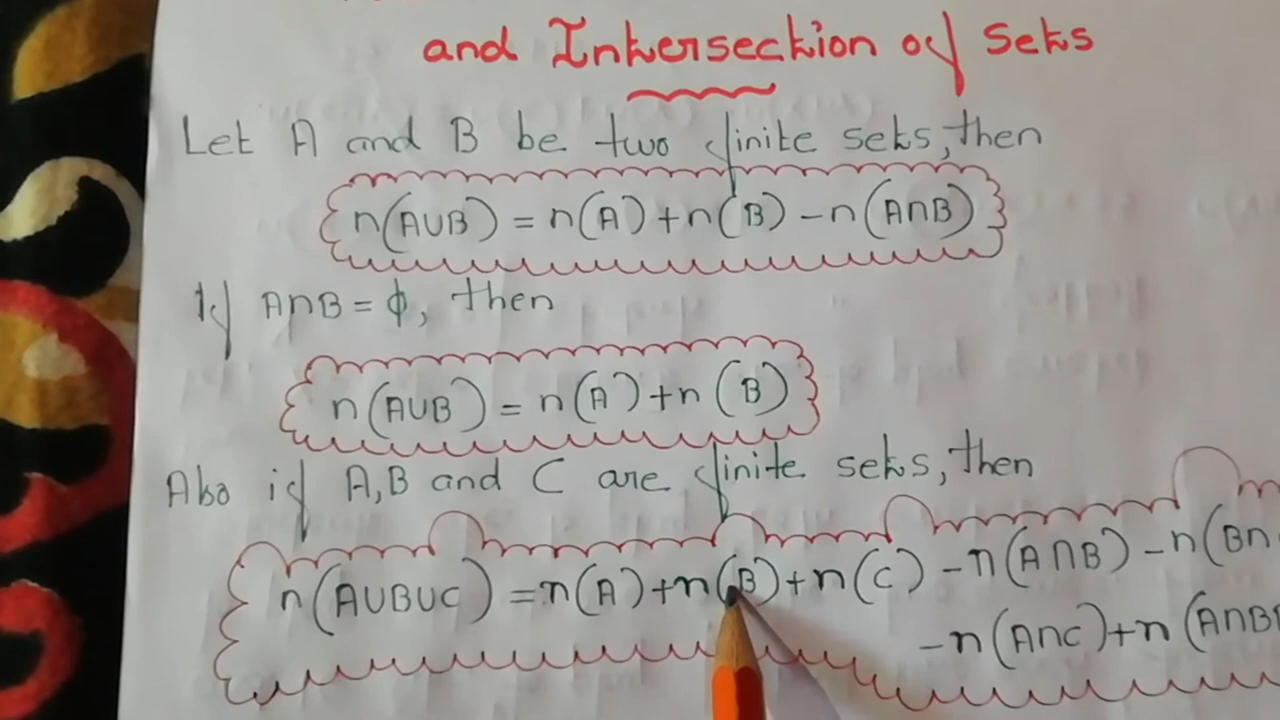 and Intersection of Sets
Let A and B be two finite sets, then
n(A∪B) = n(A) + n(B) - n(A∩B)
If A∩B = ϕ, then
n(A∪B) = n(A) + n(B)
Also if A, B and C are finite sets, then
n(A∪B∪C) = n(A) + n(B) + n(C) - n(A∩B) - n(B∩
- n(A∩C) + n(A∩B∩